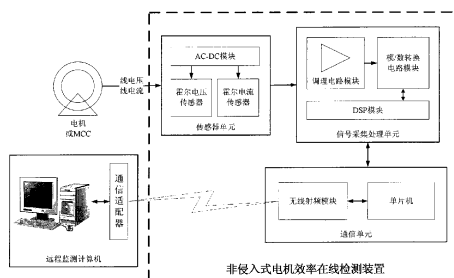 AC-DC模块
线电压
线电流
霍尔电压
传感器
霍尔电流
传感器
传感器单元
调理电路模块
模/数转换
电路模块
DSP模块
信号采集处理单元
电机
或MCC
通信适配器
远程监测计算机
无线射频模块
单片机
通信单元
非侵入式电机效率在线检测装置